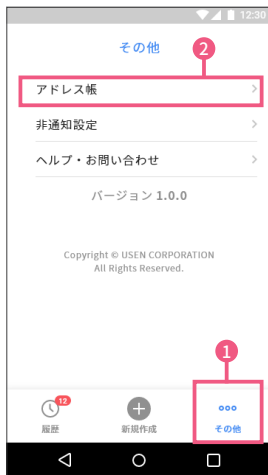 12:30
その他
2
アドレス帳
非通知設定
ヘルプ・お問い合わせ
バージョン 1.0.0
Copyright © USEN CORPORATION
All Rights Reserved.
1
12
履歴
新規作成
その他